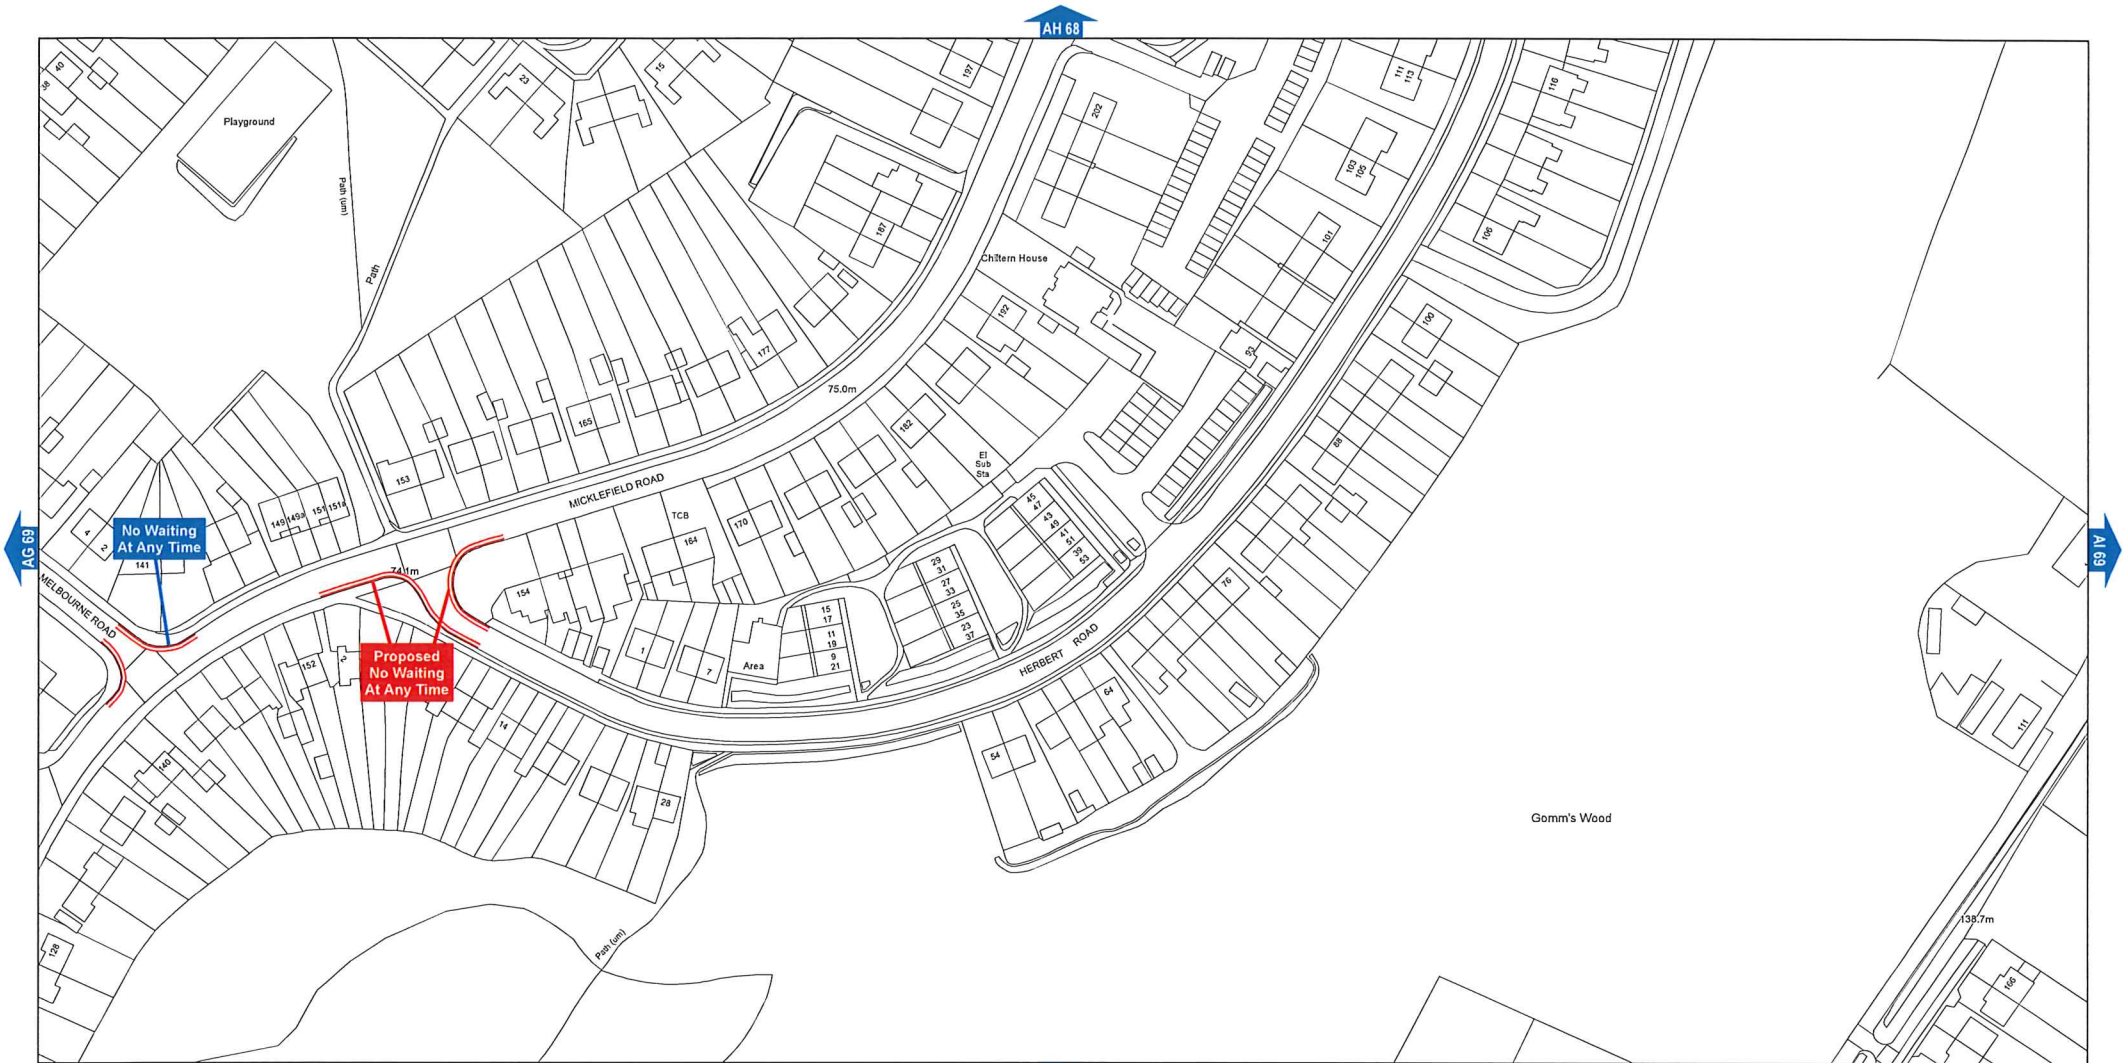 AH 68
40
38
Playground
23
15
197
202
111
113
116
103
105
Path (um)
187
101
106
Path
Chiltern House
192
100
93
177
75.0m
165
182
88
153
El
Sub
Sta
MICKLEFIELD ROAD
45
47
43
49
41
51
39
53
TCB
170
164
149
149a
151
151a
4
2
No Waiting
At Any Time
141
AG 69
AI 69
74.1m
29
31
27
33
25
35
23
37
76
154
MELBOURNE ROAD
15
17
11
19
9
21
HERBERT ROAD
1
7
Area
152
2
Proposed
No Waiting
At Any Time
64
14
54
111
140
28
Gomm's Wood
128
Path (um)
138.7m
166